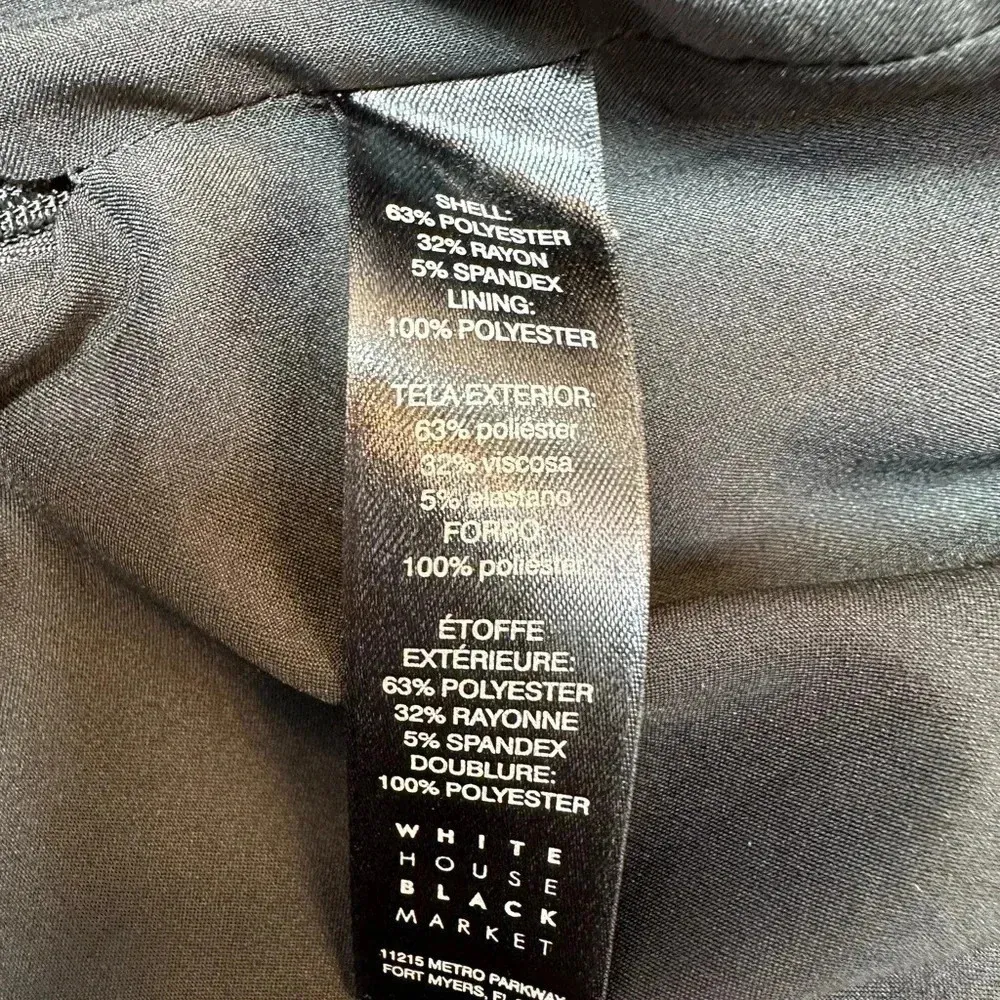 SHELL:
63% POLYESTER
32% RAYON
5% SPANDEX
LINING:
100% POLYESTER
TELA EXTERIOR:
63% poliéster
32% viscosa
5% elastano
FORRO:
100% poliéster
ÉTOFFE
EXTÉRIEURE:
63% POLYESTER
32% RAYONNE
5% SPANDEX
DOUBLURE:
100% POLYESTER
WHITE
HOUSE
BLACK
MARKET
11215 METRO PARKWAY
FORT MYERS,